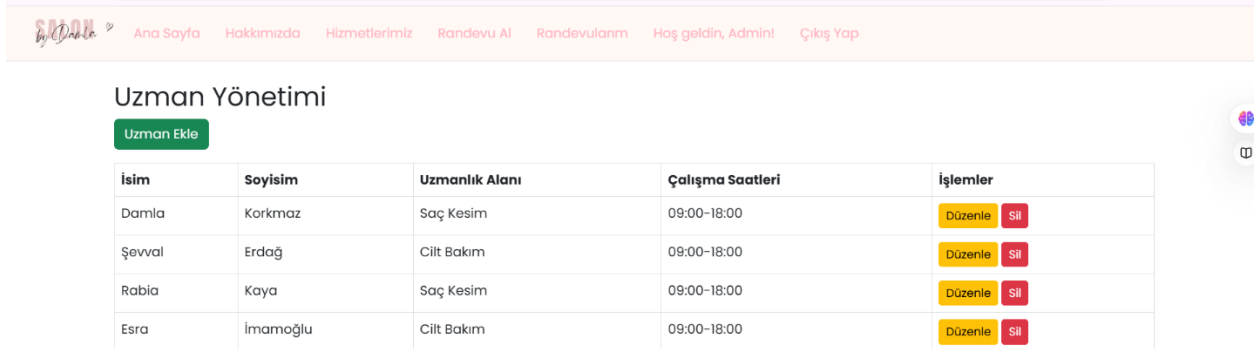 SALON
by Damla
Ana Sayfa Hakkımızda Hizmetlerimiz Randevu Al Randevularım Hoş geldin, Admin! Çıkış Yap
Uzman Yönetimi
Uzman Ekle
İsim Soyisim Uzmanlık Alanı Çalışma Saatleri İşlemler
Damla Korkmaz Saç Kesim 09:00-18:00 Düzenle Sil
Şevval Erdağ Cilt Bakım 09:00-18:00 Düzenle Sil
Rabia Kaya Saç Kesim 09:00-18:00 Düzenle Sil
Esra İmamoğlu Cilt Bakım 09:00-18:00 Düzenle Sil